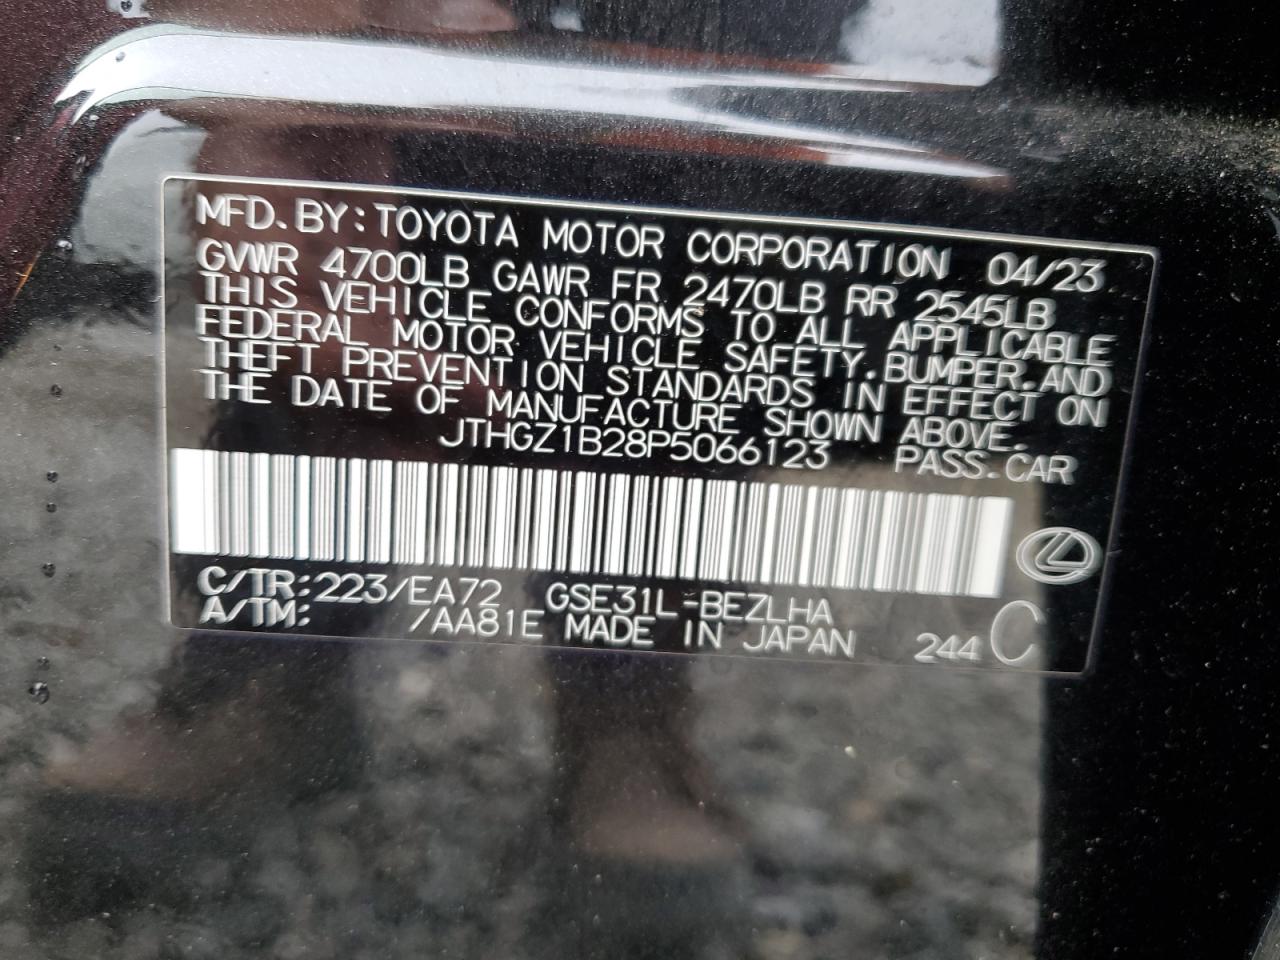 MFD.BY:TOYOTA MOTOR CORPORATION 04/23
GVWR 4700LB GAWR FR 2470LB RR 2545LB
THIS VEHICLE CONFORMS TO ALL APPLICABLE
FEDERAL MOTOR VEHICLE SAFETY,BUMPER,AND
THEFT PREVENTION STANDARDS IN EFFECT ON
THE DATE OF MANUFACTURE SHOWN ABOVE.
JTHGZ1B28P5066123 PASS.CAR
C/TR:223/EA72 GSE31L-BEZLHA
A/TM: /AA81E MADE IN JAPAN 244 C